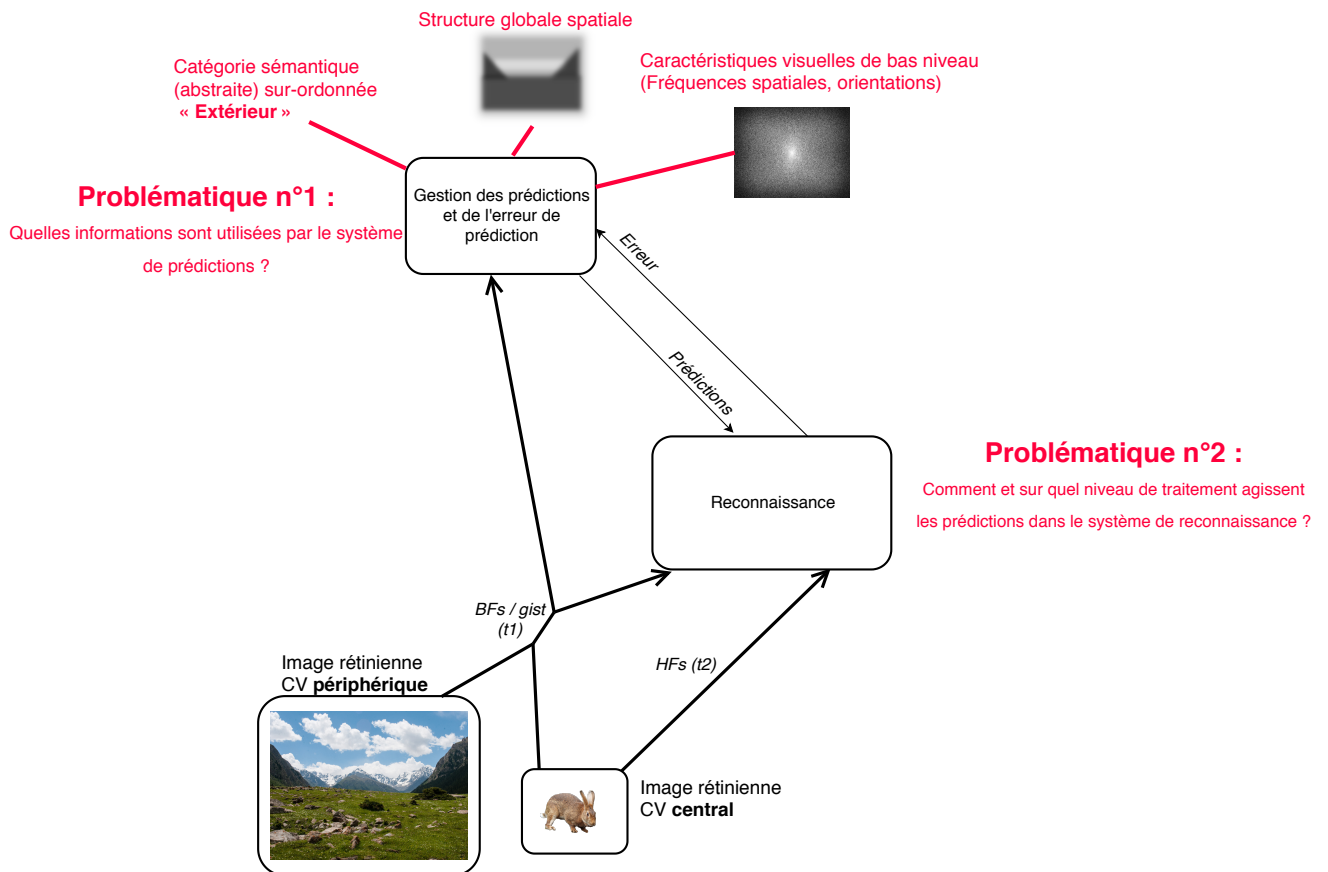 Structure globale spatiale
Catégorie sémantique
(abstraite) sur-ordonnée
« Extérieur »
Caractéristiques visuelles de bas niveau
(Fréquences spatiales, orientations)
Problématique n°1 :
Quelles informations sont utilisées par le système
de prédictions ?
Gestion des prédictions
et de l'erreur de
prédiction
Erreur
Prédictions
Reconnaissance
Problématique n°2 :
Comment et sur quel niveau de traitement agissent
les prédictions dans le système de reconnaissance ?
BFs / gist
(t1)
HFs (t2)
Image rétinienne
CV périphérique
Image rétinienne
CV central